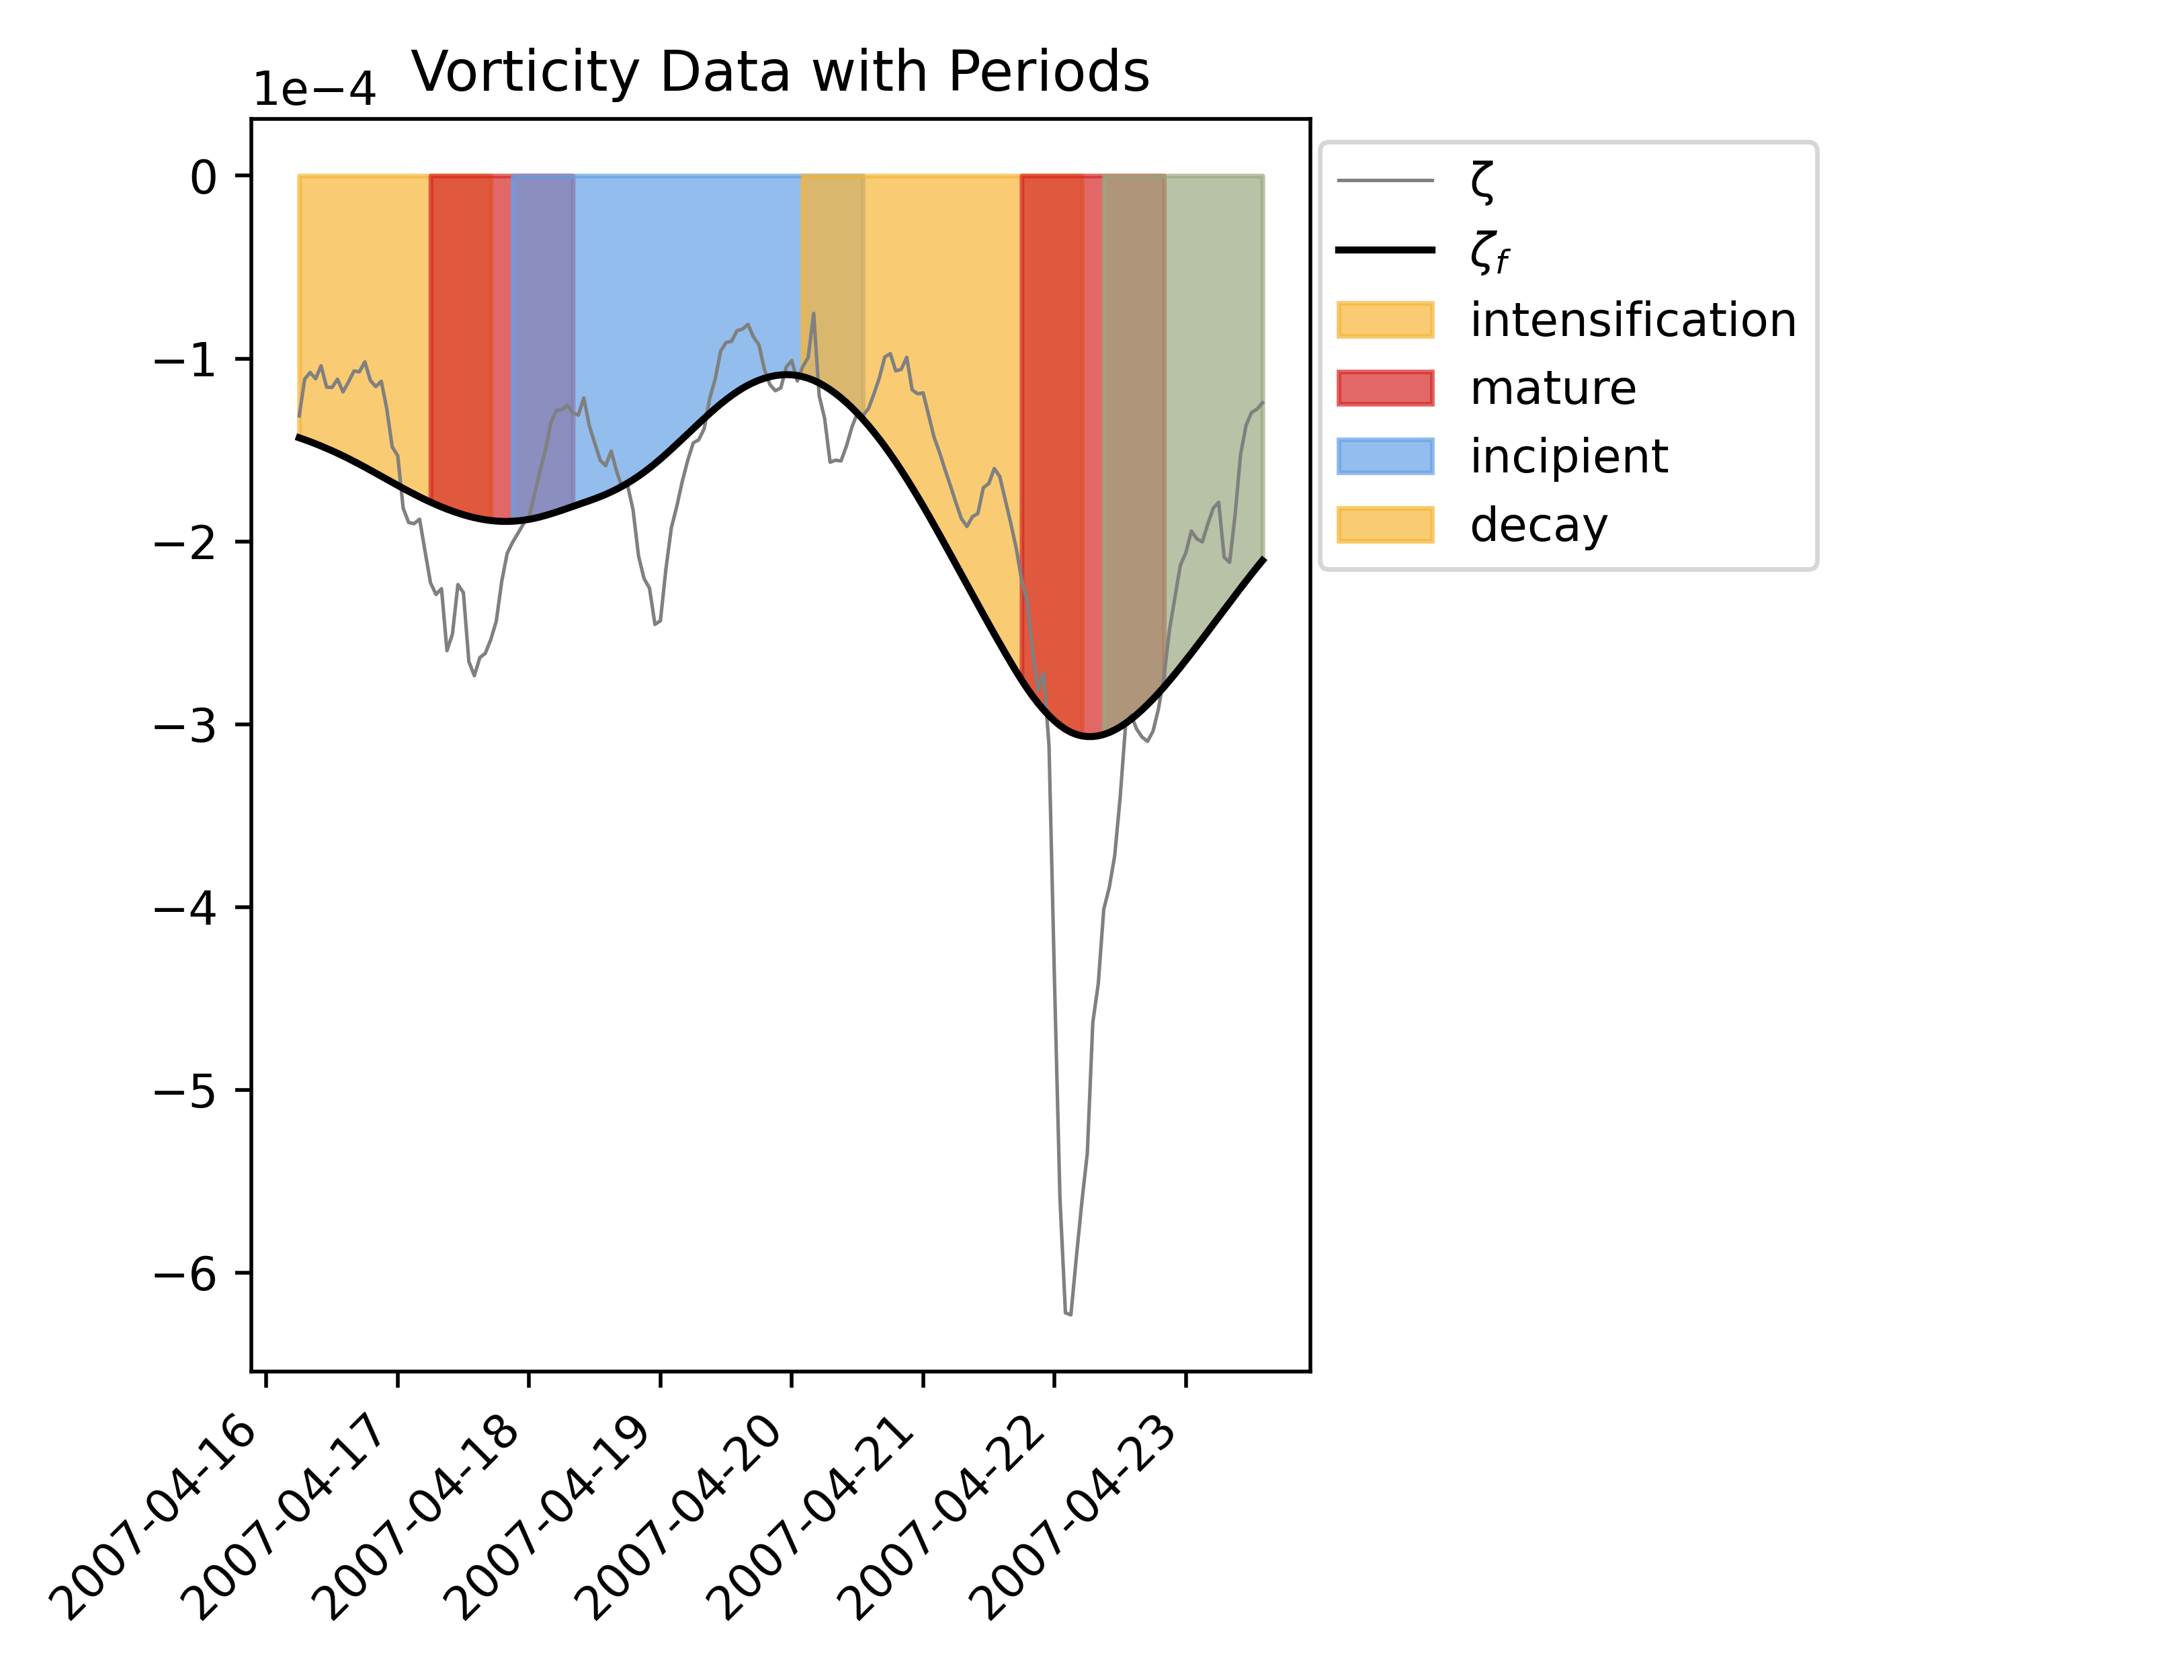 Vorticity Data with Periods
1e−4
0
−1
−2
−3
−4
−5
−6
2007-04-16
2007-04-17
2007-04-18
2007-04-19
2007-04-20
2007-04-21
2007-04-22
2007-04-23
ζ
ζf
intensification
mature
incipient
decay